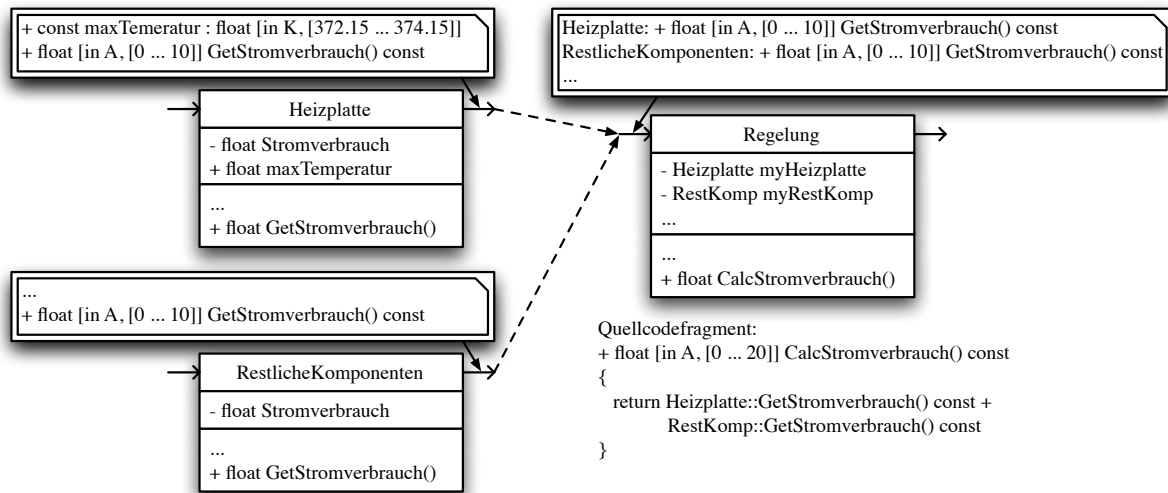 + const maxTemeratur : float [in K, [372.15 ... 374.15]]
+ float [in A, [0 ... 10]] GetStromverbrauch() const
Heizplatte: + float [in A, [0 ... 10]] GetStromverbrauch() const
RestlicheKomponenten: + float [in A, [0 ... 10]] GetStromverbrauch() const
...
Heizplatte
- float Stromverbrauch
+ float maxTemperatur
...
+ float GetStromverbrauch()
Regelung
- Heizplatte myHeizplatte
- RestKomp myRestKomp
...
...
+ float CalcStromverbrauch()
...
+ float [in A, [0 ... 10]] GetStromverbrauch() const
RestlicheKomponenten
- float Stromverbrauch
...
+ float GetStromverbrauch()
Quellcodefragment:
+ float [in A, [0 ... 20]] CalcStromverbrauch() const
{
return Heizplatte::GetStromverbrauch() const +
RestKomp::GetStromverbrauch() const
}